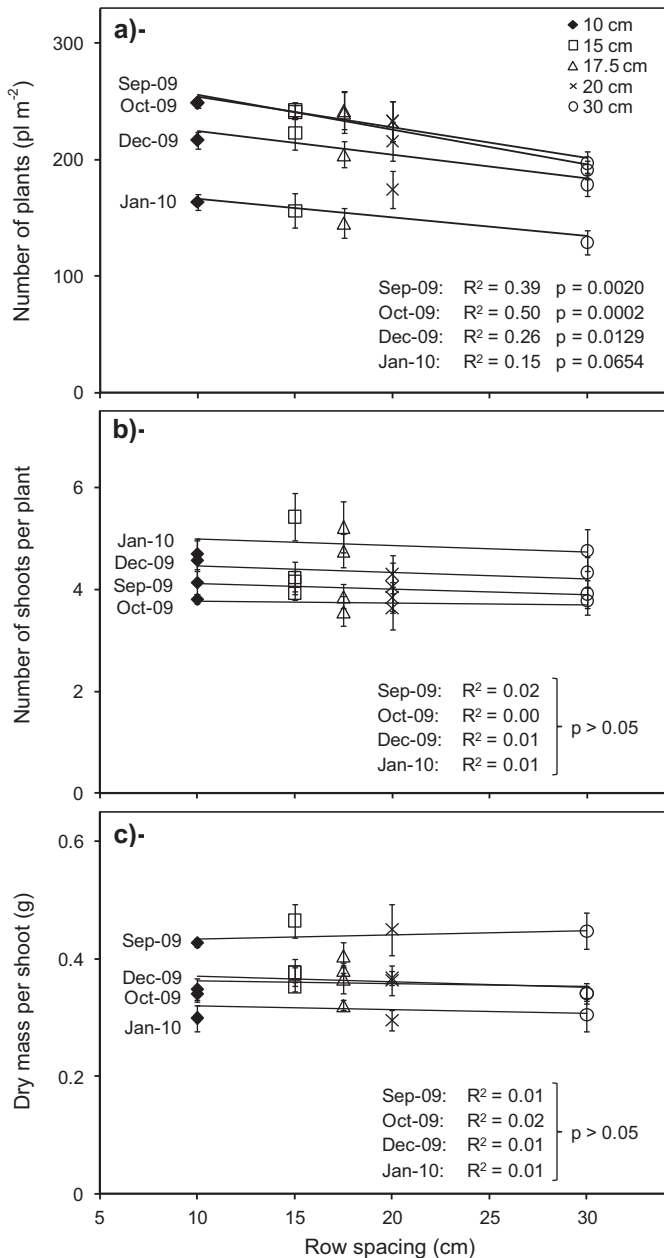 a)-
◆ 10 cm
□ 15 cm
△ 17.5 cm
× 20 cm
○ 30 cm
300
200
100
0
Number of plants (pl m⁻²)
Sep-09
Oct-09
Dec-09
Jan-10
Sep-09: R² = 0.39 p = 0.0020
Oct-09: R² = 0.50 p = 0.0002
Dec-09: R² = 0.26 p = 0.0129
Jan-10: R² = 0.15 p = 0.0654
b)-
6
4
2
0
Number of shoots per plant
Jan-10
Dec-09
Sep-09
Oct-09
Sep-09: R² = 0.02
Oct-09: R² = 0.00
Dec-09: R² = 0.01
Jan-10: R² = 0.01
p > 0.05
c)-
0.6
0.4
0.2
0
Dry mass per shoot (g)
Sep-09
Dec-09
Oct-09
Jan-10
Sep-09: R² = 0.01
Oct-09: R² = 0.02
Dec-09: R² = 0.01
Jan-10: R² = 0.01
p > 0.05
5 10 15 20 25 30
Row spacing (cm)